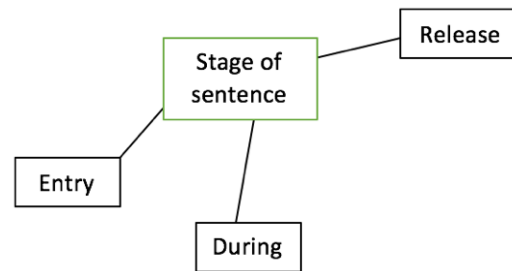 Release
Stage of
sentence
Entry
During